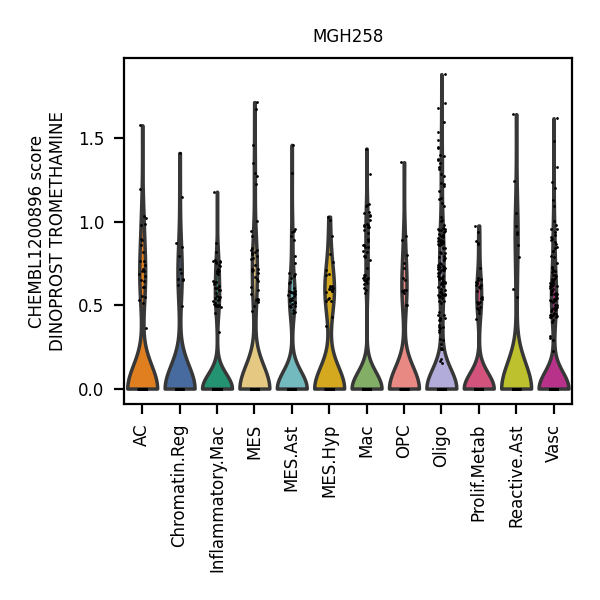 MGH258
CHEMBL1200896 score
DINOPROST TROMETHAMINE
1.5
1.0
0.5
0.0
AC
Chromatin.Reg
Inflammatory.Mac
MES
MES.Ast
MES.Hyp
Mac
OPC
Oligo
Prolif.Metab
Reactive.Ast
Vasc